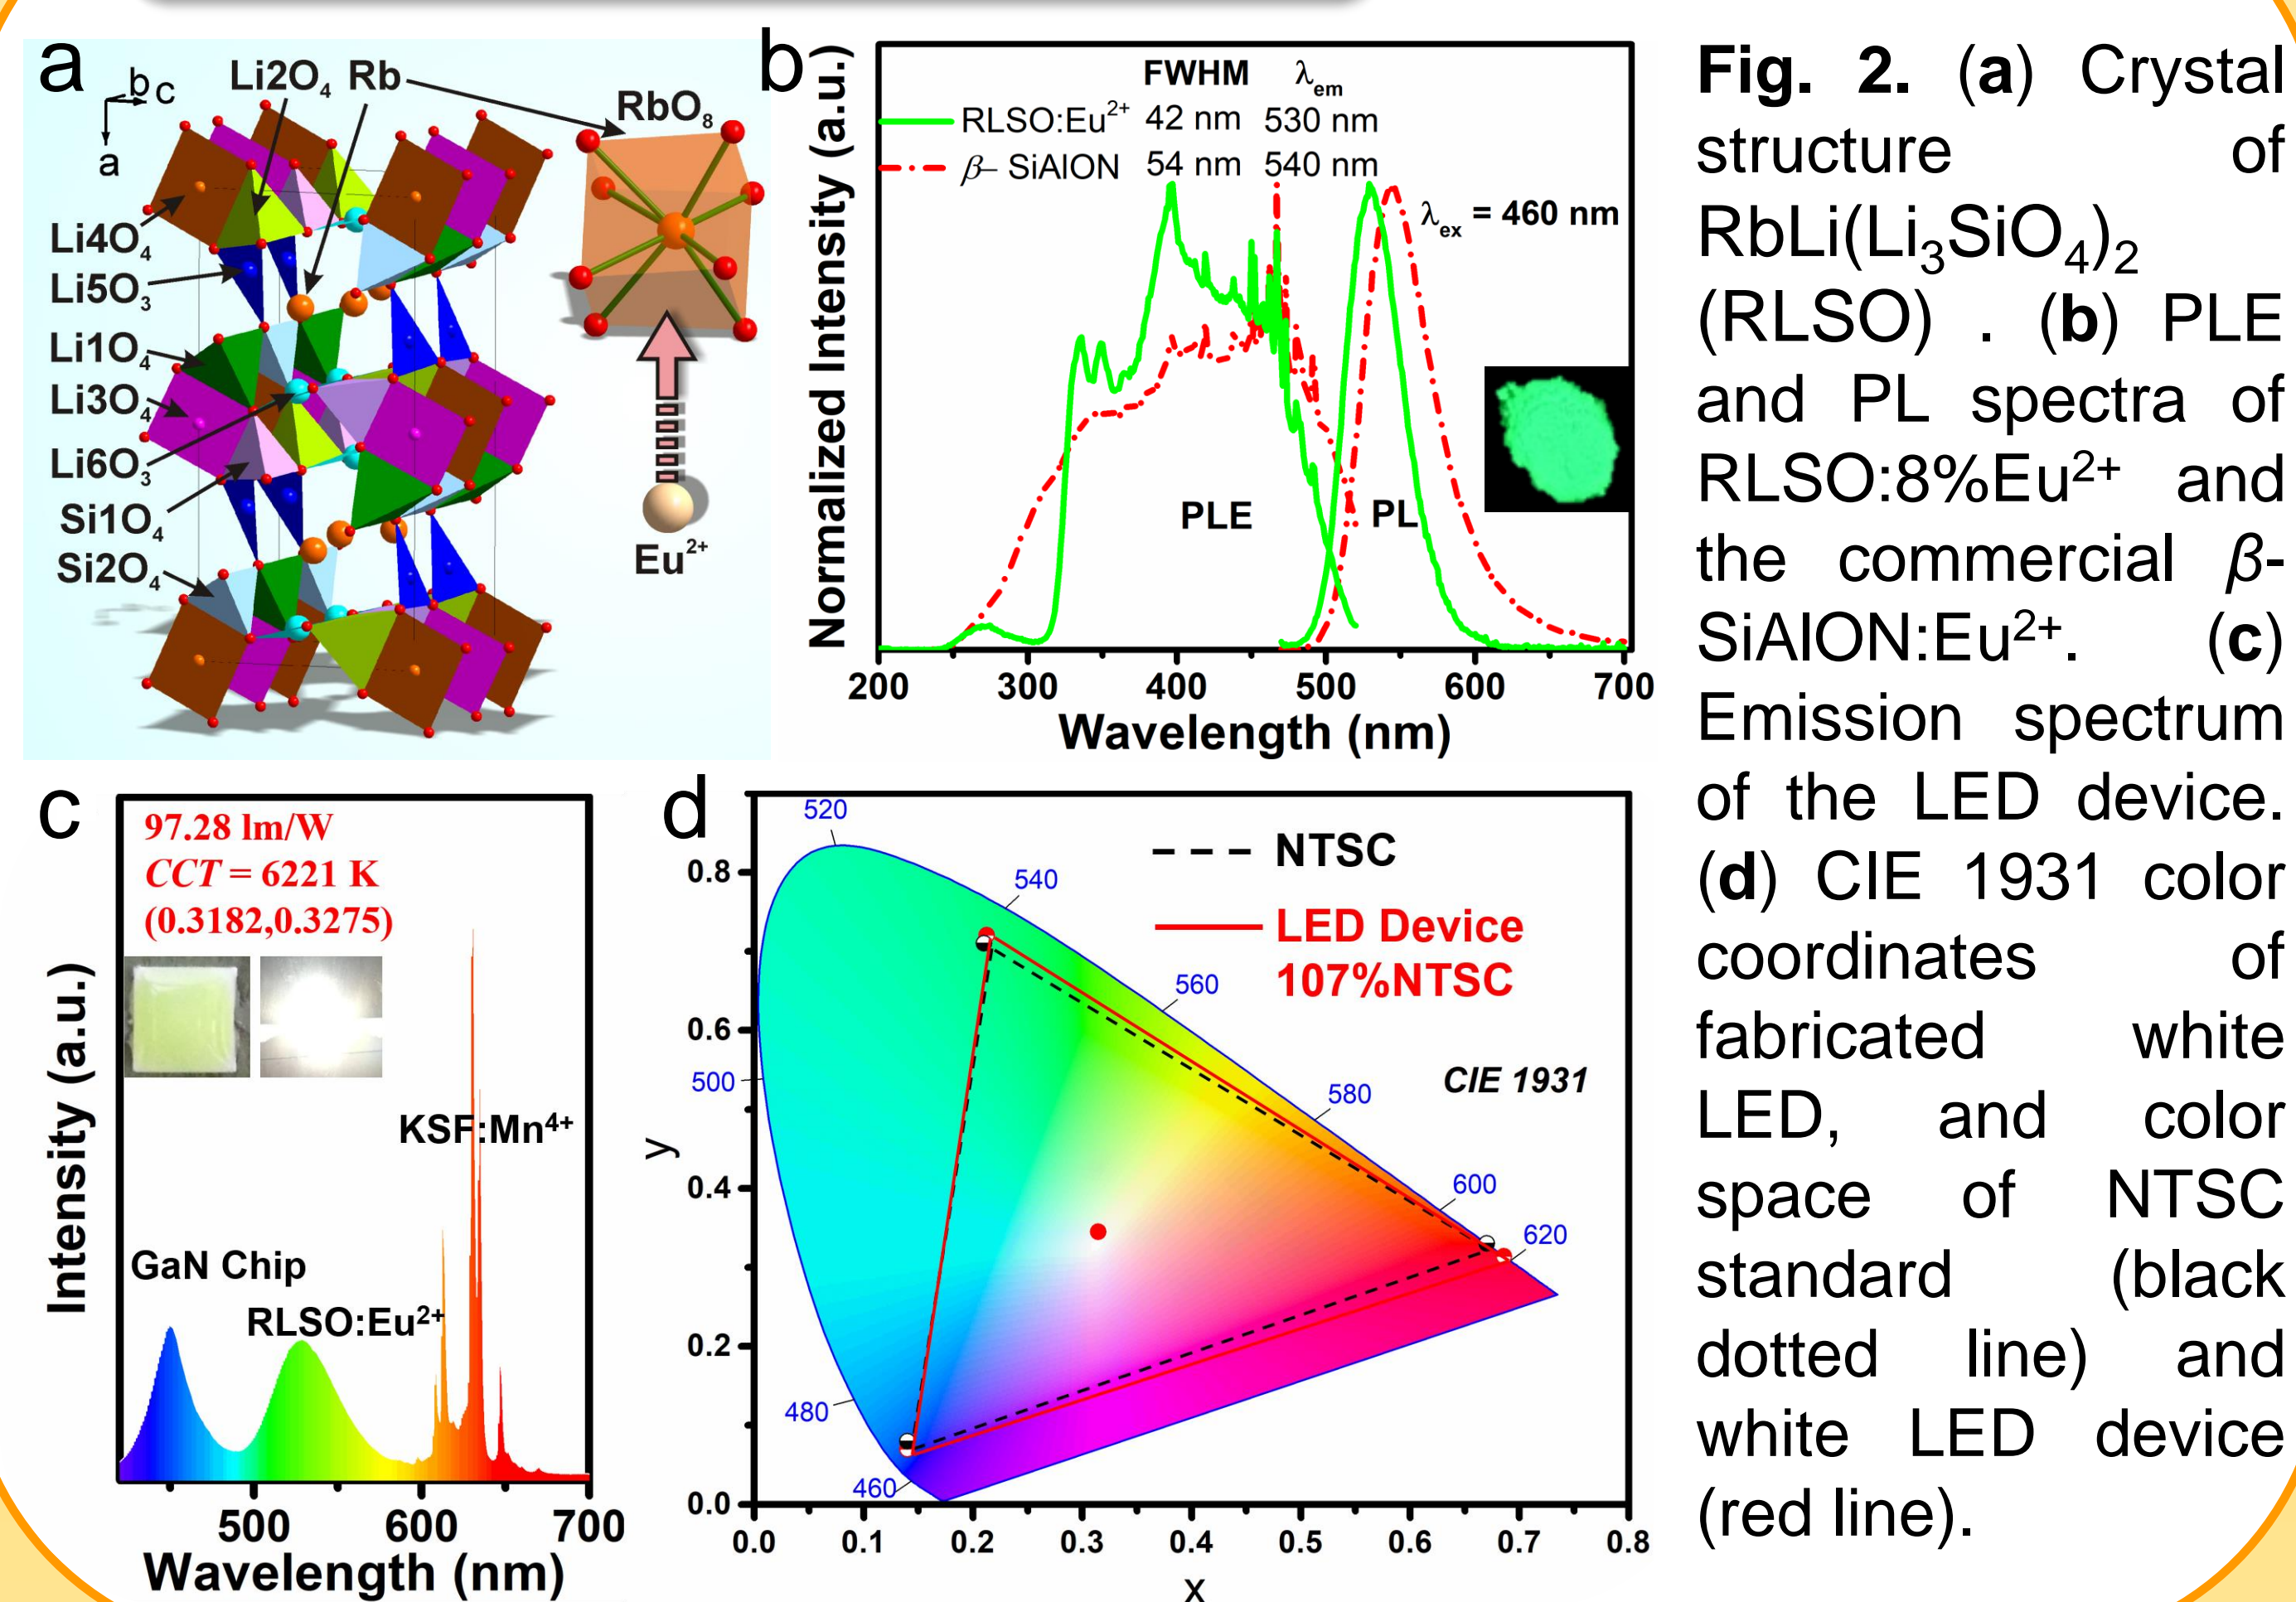 a
b c
a
Li2O₄ Rb
RbO₈
Li4O₄
Li5O₃
Li1O₄
Li3O₄
Li6O₃
Si1O₄
Si2O₄
Eu²⁺
b
Normalized Intensity (a.u.)
FWHM λem
RLSO:Eu²⁺ 42 nm 530 nm
β– SiAlON 54 nm 540 nm
λex = 460 nm
PLE
PL
200 300 400 500 600 700
Wavelength (nm)
c
Intensity (a.u.)
97.28 lm/W
CCT = 6221 K
(0.3182,0.3275)
KSF:Mn⁴⁺
GaN Chip
RLSO:Eu²⁺
500 600 700
Wavelength (nm)
d
y
0.8
0.6
0.4
0.2
0.0
520
540
560
580
600
620
500
480
460
NTSC
LED Device
107%NTSC
CIE 1931
0.0 0.1 0.2 0.3 0.4 0.5 0.6 0.7 0.8
x
Fig. 2. (a) Crystal
structure of
RbLi(Li₃SiO₄)₂
(RLSO) . (b) PLE
and PL spectra of
RLSO:8%Eu²⁺ and
the commercial β-
SiAlON:Eu²⁺. (c)
Emission spectrum
of the LED device.
(d) CIE 1931 color
coordinates of
fabricated white
LED, and color
space of NTSC
standard (black
dotted line) and
white LED device
(red line).